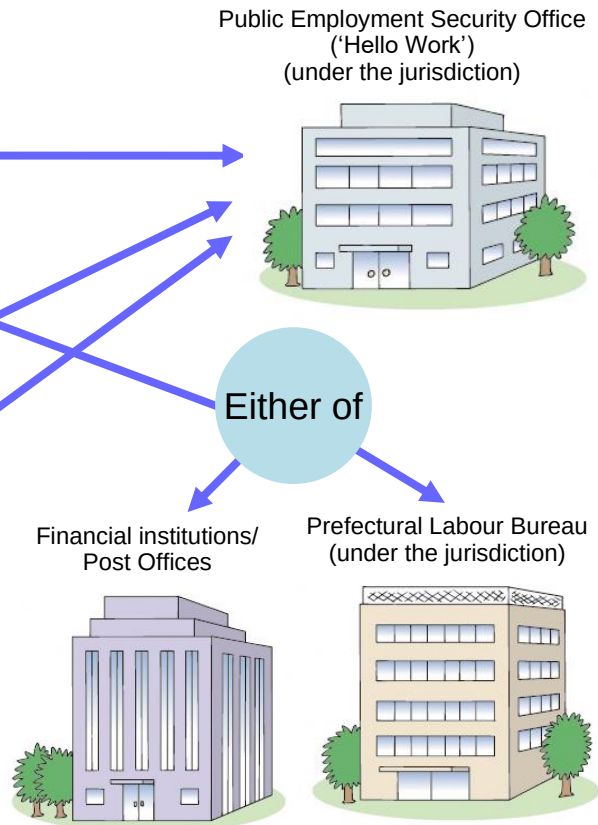 Public Employment Security Office
(‘Hello Work’)
(under the jurisdiction)
Either of
Financial institutions/
Post Offices
Prefectural Labour Bureau
(under the jurisdiction)